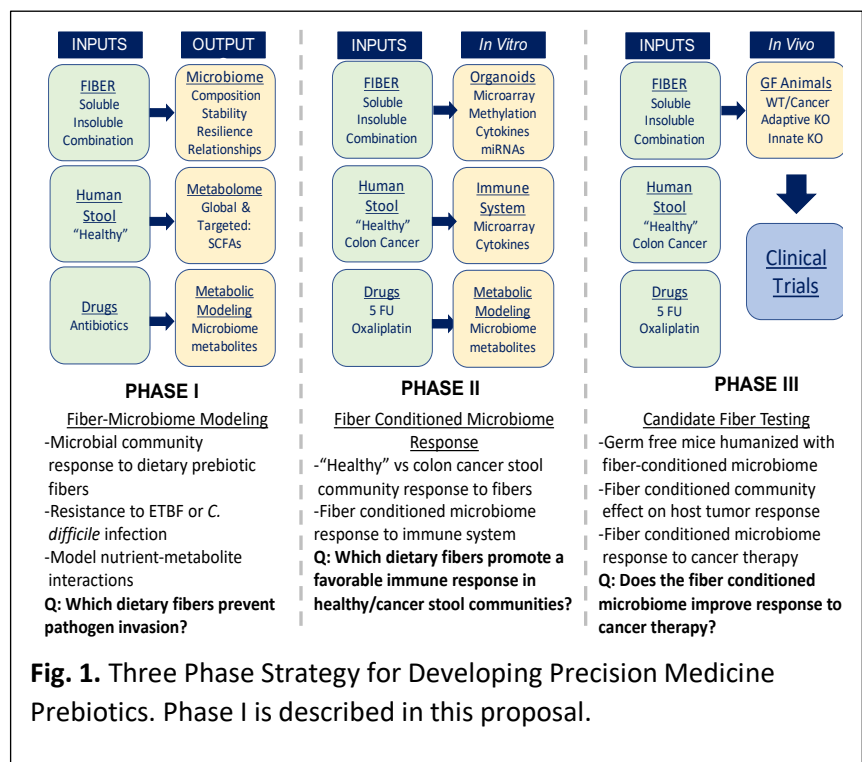 INPUTS
OUTPUT
FIBER
Soluble
Insoluble
Combination
Microbiome
Composition
Stability
Resilience
Relationships
Human
Stool
"Healthy"
Metabolome
Global &
Targeted:
SCFAs
Drugs
Antibiotics
Metabolic
Modeling
Microbiome
metabolites
PHASE I
Fiber-Microbiome Modeling
-Microbial community
response to dietary prebiotic
fibers
-Resistance to ETBF or C.
difficile infection
-Model nutrient-metabolite
interactions
Q: Which dietary fibers prevent
pathogen invasion?
INPUTS
In Vitro
FIBER
Soluble
Insoluble
Combination
Organoids
Microarray
Methylation
Cytokines
miRNAs
Human
Stool
"Healthy"
Colon Cancer
Immune
System
Microarray
Cytokines
Drugs
5 FU
Oxaliplatin
Metabolic
Modeling
Microbiome
metabolites
PHASE II
Fiber Conditioned Microbiome
Response
-"Healthy" vs colon cancer stool
community response to fibers
-Fiber conditioned microbiome
response to immune system
Q: Which dietary fibers promote a
favorable immune response in
healthy/cancer stool communities?
INPUTS
In Vivo
FIBER
Soluble
Insoluble
Combination
GF Animals
WT/Cancer
Adaptive KO
Innate KO
Human
Stool
"Healthy"
Colon Cancer
Clinical
Trials
Drugs
5 FU
Oxaliplatin
PHASE III
Candidate Fiber Testing
-Germ free mice humanized with
fiber-conditioned microbiome
-Fiber conditioned community
effect on host tumor response
-Fiber conditioned microbiome
response to cancer therapy
Q: Does the fiber conditioned
microbiome improve response to
cancer therapy?
Fig. 1. Three Phase Strategy for Developing Precision Medicine
Prebiotics. Phase I is described in this proposal.